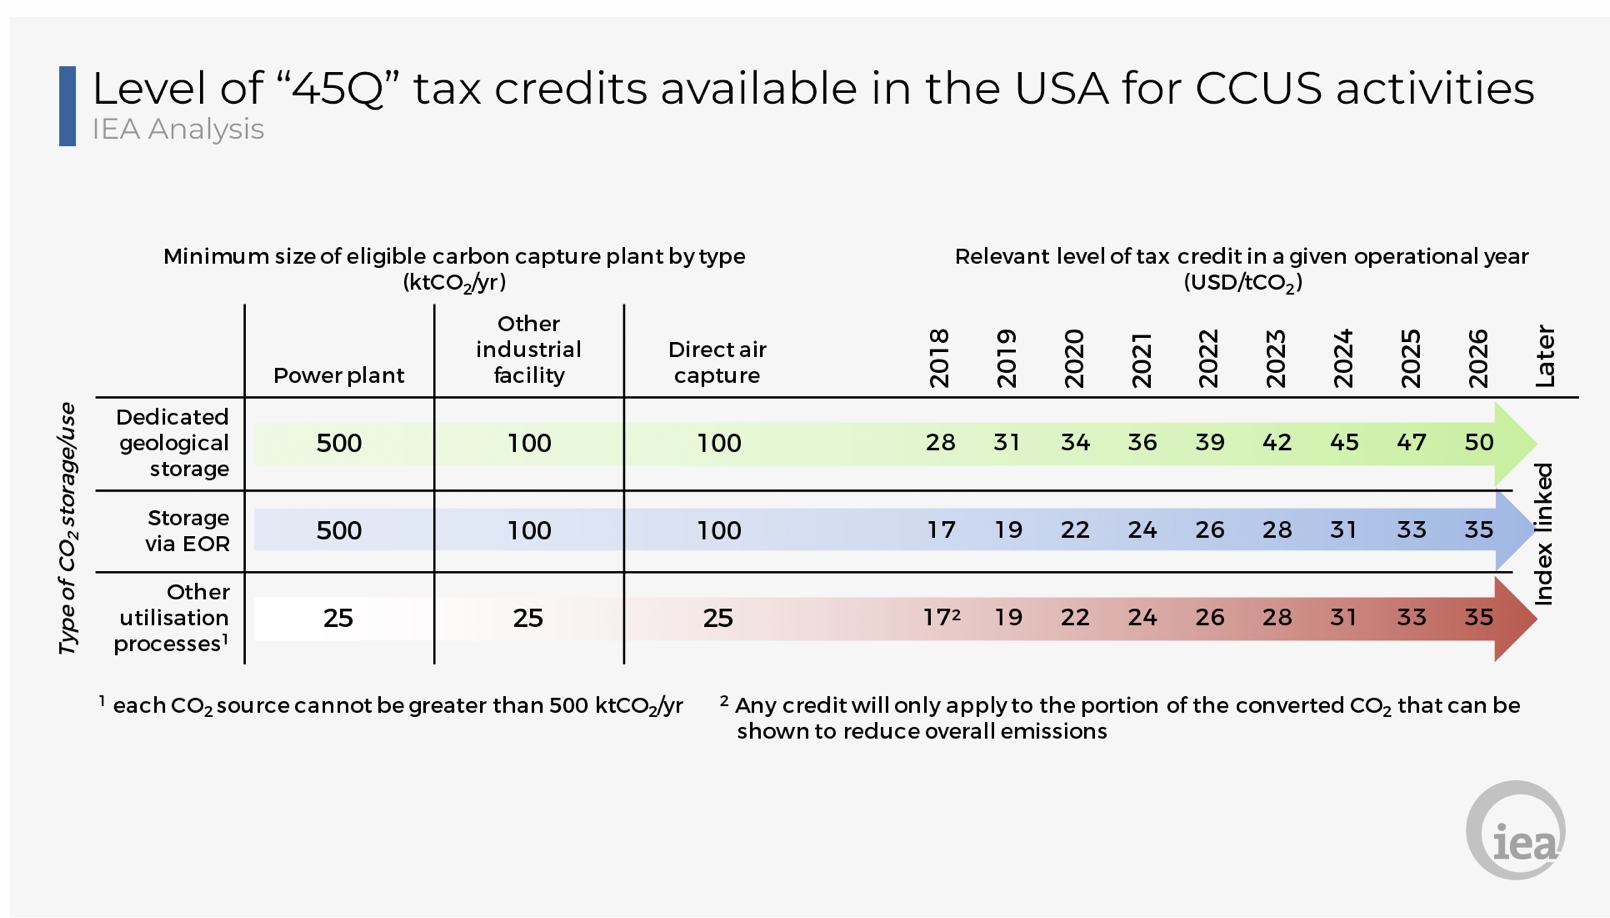 Level of “45Q” tax credits available in the USA for CCUS activities
IEA Analysis
Minimum size of eligible carbon capture plant by type
(ktCO₂/yr)
Relevant level of tax credit in a given operational year
(USD/tCO₂)
Power plant
Other
industrial
facility
Direct air
capture
2018 2019 2020 2021 2022 2023 2024 2025 2026 Later
Type of CO₂ storage/use
Dedicated
geological
storage
500 100 100 28 31 34 36 39 42 45 47 50
Storage
via EOR
500 100 100 17 19 22 24 26 28 31 33 35
Other
utilisation
processes¹
25 25 25 17² 19 22 24 26 28 31 33 35
Index linked
¹ each CO₂ source cannot be greater than 500 ktCO₂/yr
² Any credit will only apply to the portion of the converted CO₂ that can be
shown to reduce overall emissions
iea